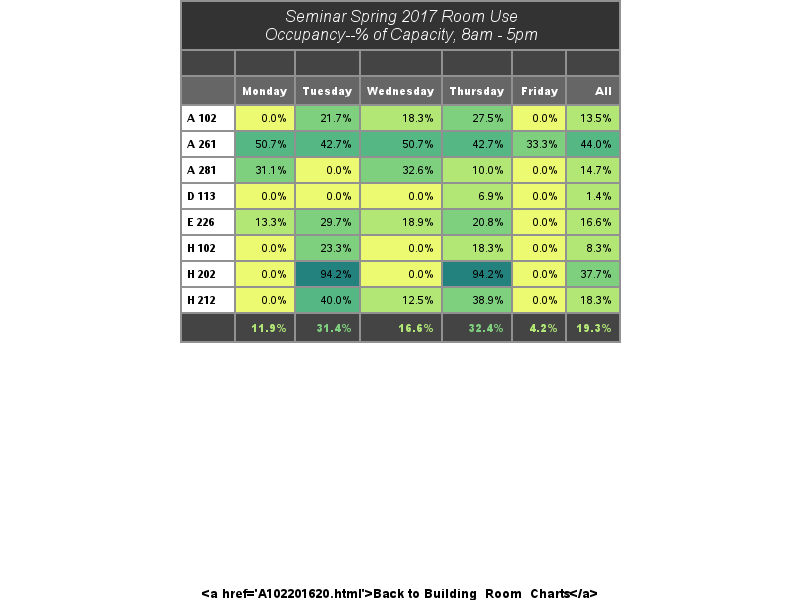 Seminar Spring 2017 Room Use
Occupancy--% of Capacity, 8am - 5pm
Monday Tuesday Wednesday Thursday Friday All
A 102 0.0% 21.7% 18.3% 27.5% 0.0% 13.5%
A 261 50.7% 42.7% 50.7% 42.7% 33.3% 44.0%
A 281 31.1% 0.0% 32.6% 10.0% 0.0% 14.7%
D 113 0.0% 0.0% 0.0% 6.9% 0.0% 1.4%
E 226 13.3% 29.7% 18.9% 20.8% 0.0% 16.6%
H 102 0.0% 23.3% 0.0% 18.3% 0.0% 8.3%
H 202 0.0% 94.2% 0.0% 94.2% 0.0% 37.7%
H 212 0.0% 40.0% 12.5% 38.9% 0.0% 18.3%
11.9% 31.4% 16.6% 32.4% 4.2% 19.3%
<a href='A102201620.html'>Back to Building_Room_Charts</a>